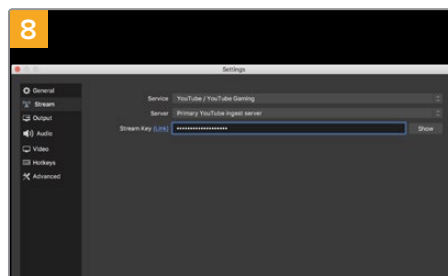 8
Settings
General
Stream
Output
Audio
Video
Hotkeys
Advanced
Service YouTube / YouTube Gaming
Server Primary YouTube ingest server
Stream Key (Link) •••••••••••••••••••• Show